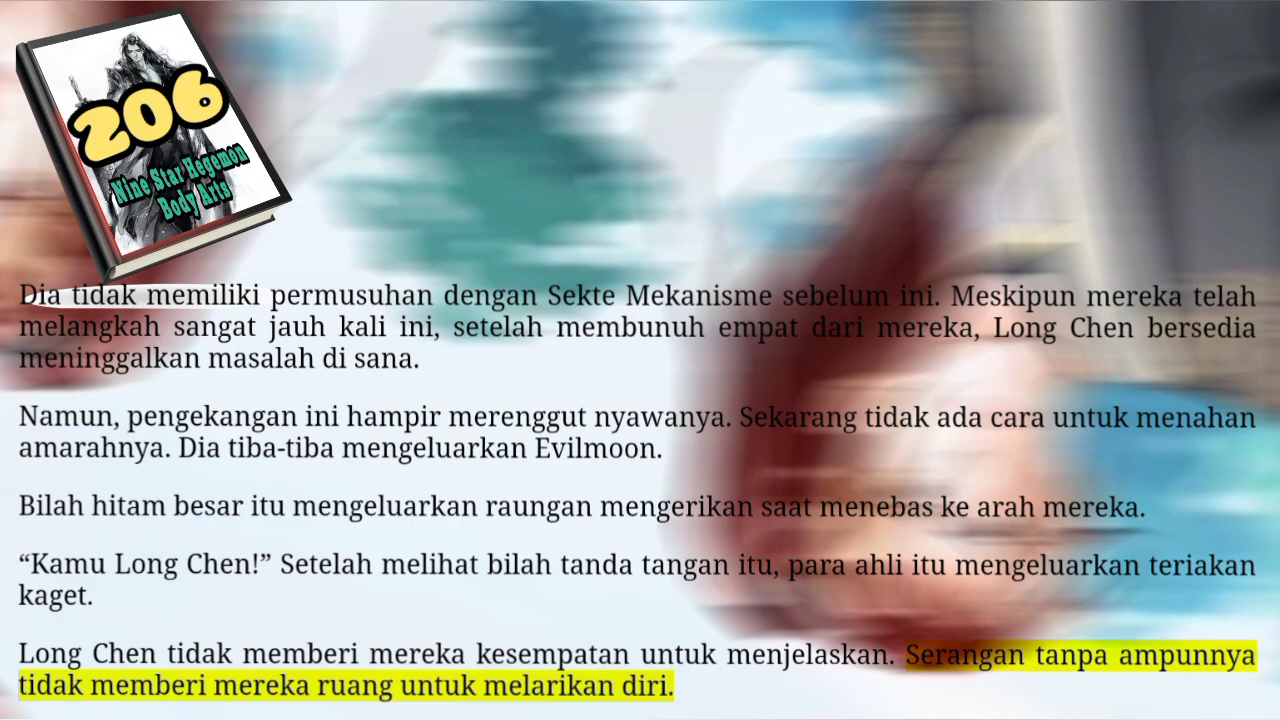 206
Nine Star Hegemon
Body Arts
Dia tidak memiliki permusuhan dengan Sekte Mekanisme sebelum ini. Meskipun mereka telah
melangkah sangat jauh kali ini, setelah membunuh empat dari mereka, Long Chen bersedia
meninggalkan masalah di sana.
Namun, pengekangan ini hampir merenggut nyawanya. Sekarang tidak ada cara untuk menahan
amarahnya. Dia tiba-tiba mengeluarkan Evilmoon.
Bilah hitam besar itu mengeluarkan raungan mengerikan saat menebas ke arah mereka.
“Kamu Long Chen!” Setelah melihat bilah tanda tangan itu, para ahli itu mengeluarkan teriakan
kaget.
Long Chen tidak memberi mereka kesempatan untuk menjelaskan. Serangan tanpa ampunnya
tidak memberi mereka ruang untuk melarikan diri.